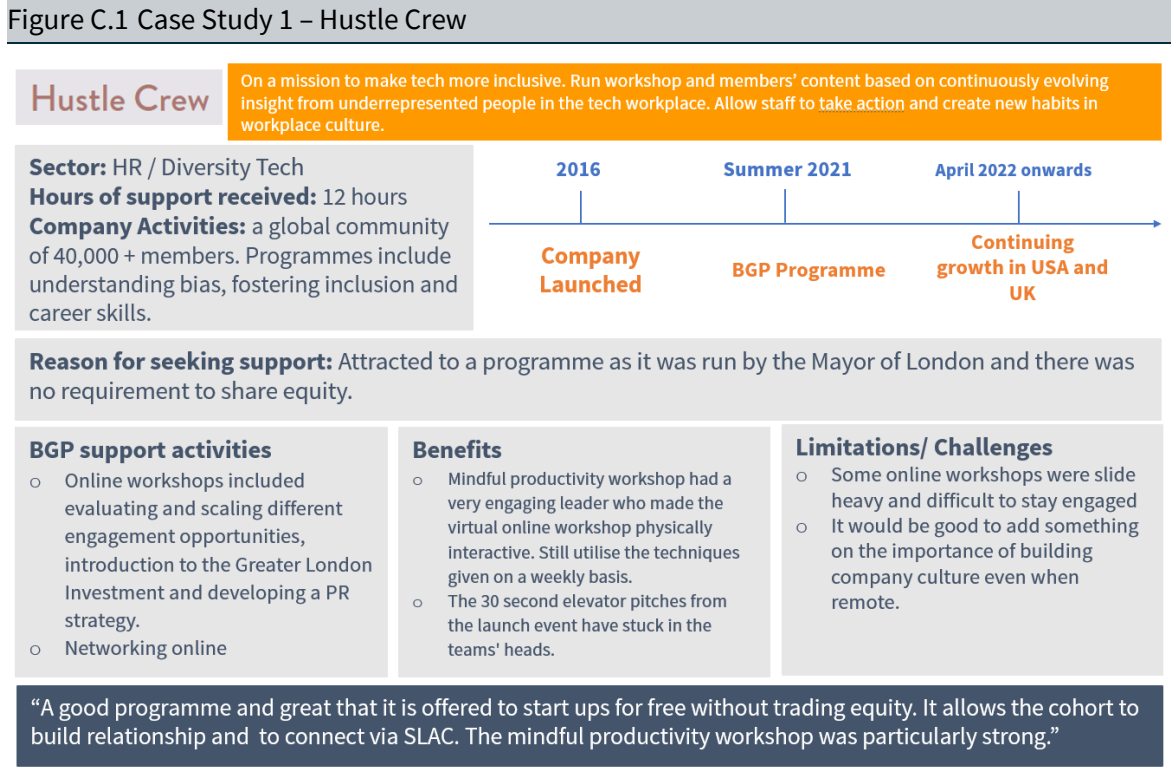 Figure C.1 Case Study 1 – Hustle Crew
Hustle Crew
On a mission to make tech more inclusive. Run workshop and members’ content based on continuously evolving
insight from underrepresented people in the tech workplace. Allow staff to take action and create new habits in
workplace culture.
Sector: HR / Diversity Tech
Hours of support received: 12 hours
Company Activities: a global community
of 40,000 + members. Programmes include
understanding bias, fostering inclusion and
career skills.
2016
Company
Launched
Summer 2021
BGP Programme
April 2022 onwards
Continuing
growth in USA and
UK
Reason for seeking support: Attracted to a programme as it was run by the Mayor of London and there was
no requirement to share equity.
BGP support activities
o Online workshops included
evaluating and scaling different
engagement opportunities,
introduction to the Greater London
Investment and developing a PR
strategy.
o Networking online
Benefits
o Mindful productivity workshop had a
very engaging leader who made the
virtual online workshop physically
interactive. Still utilise the techniques
given on a weekly basis.
o The 30 second elevator pitches from
the launch event have stuck in the
teams' heads.
Limitations/ Challenges
o Some online workshops were slide
heavy and difficult to stay engaged
o It would be good to add something
on the importance of building
company culture even when
remote.
“A good programme and great that it is offered to start ups for free without trading equity. It allows the cohort to
build relationship and to connect via SLAC. The mindful productivity workshop was particularly strong.”